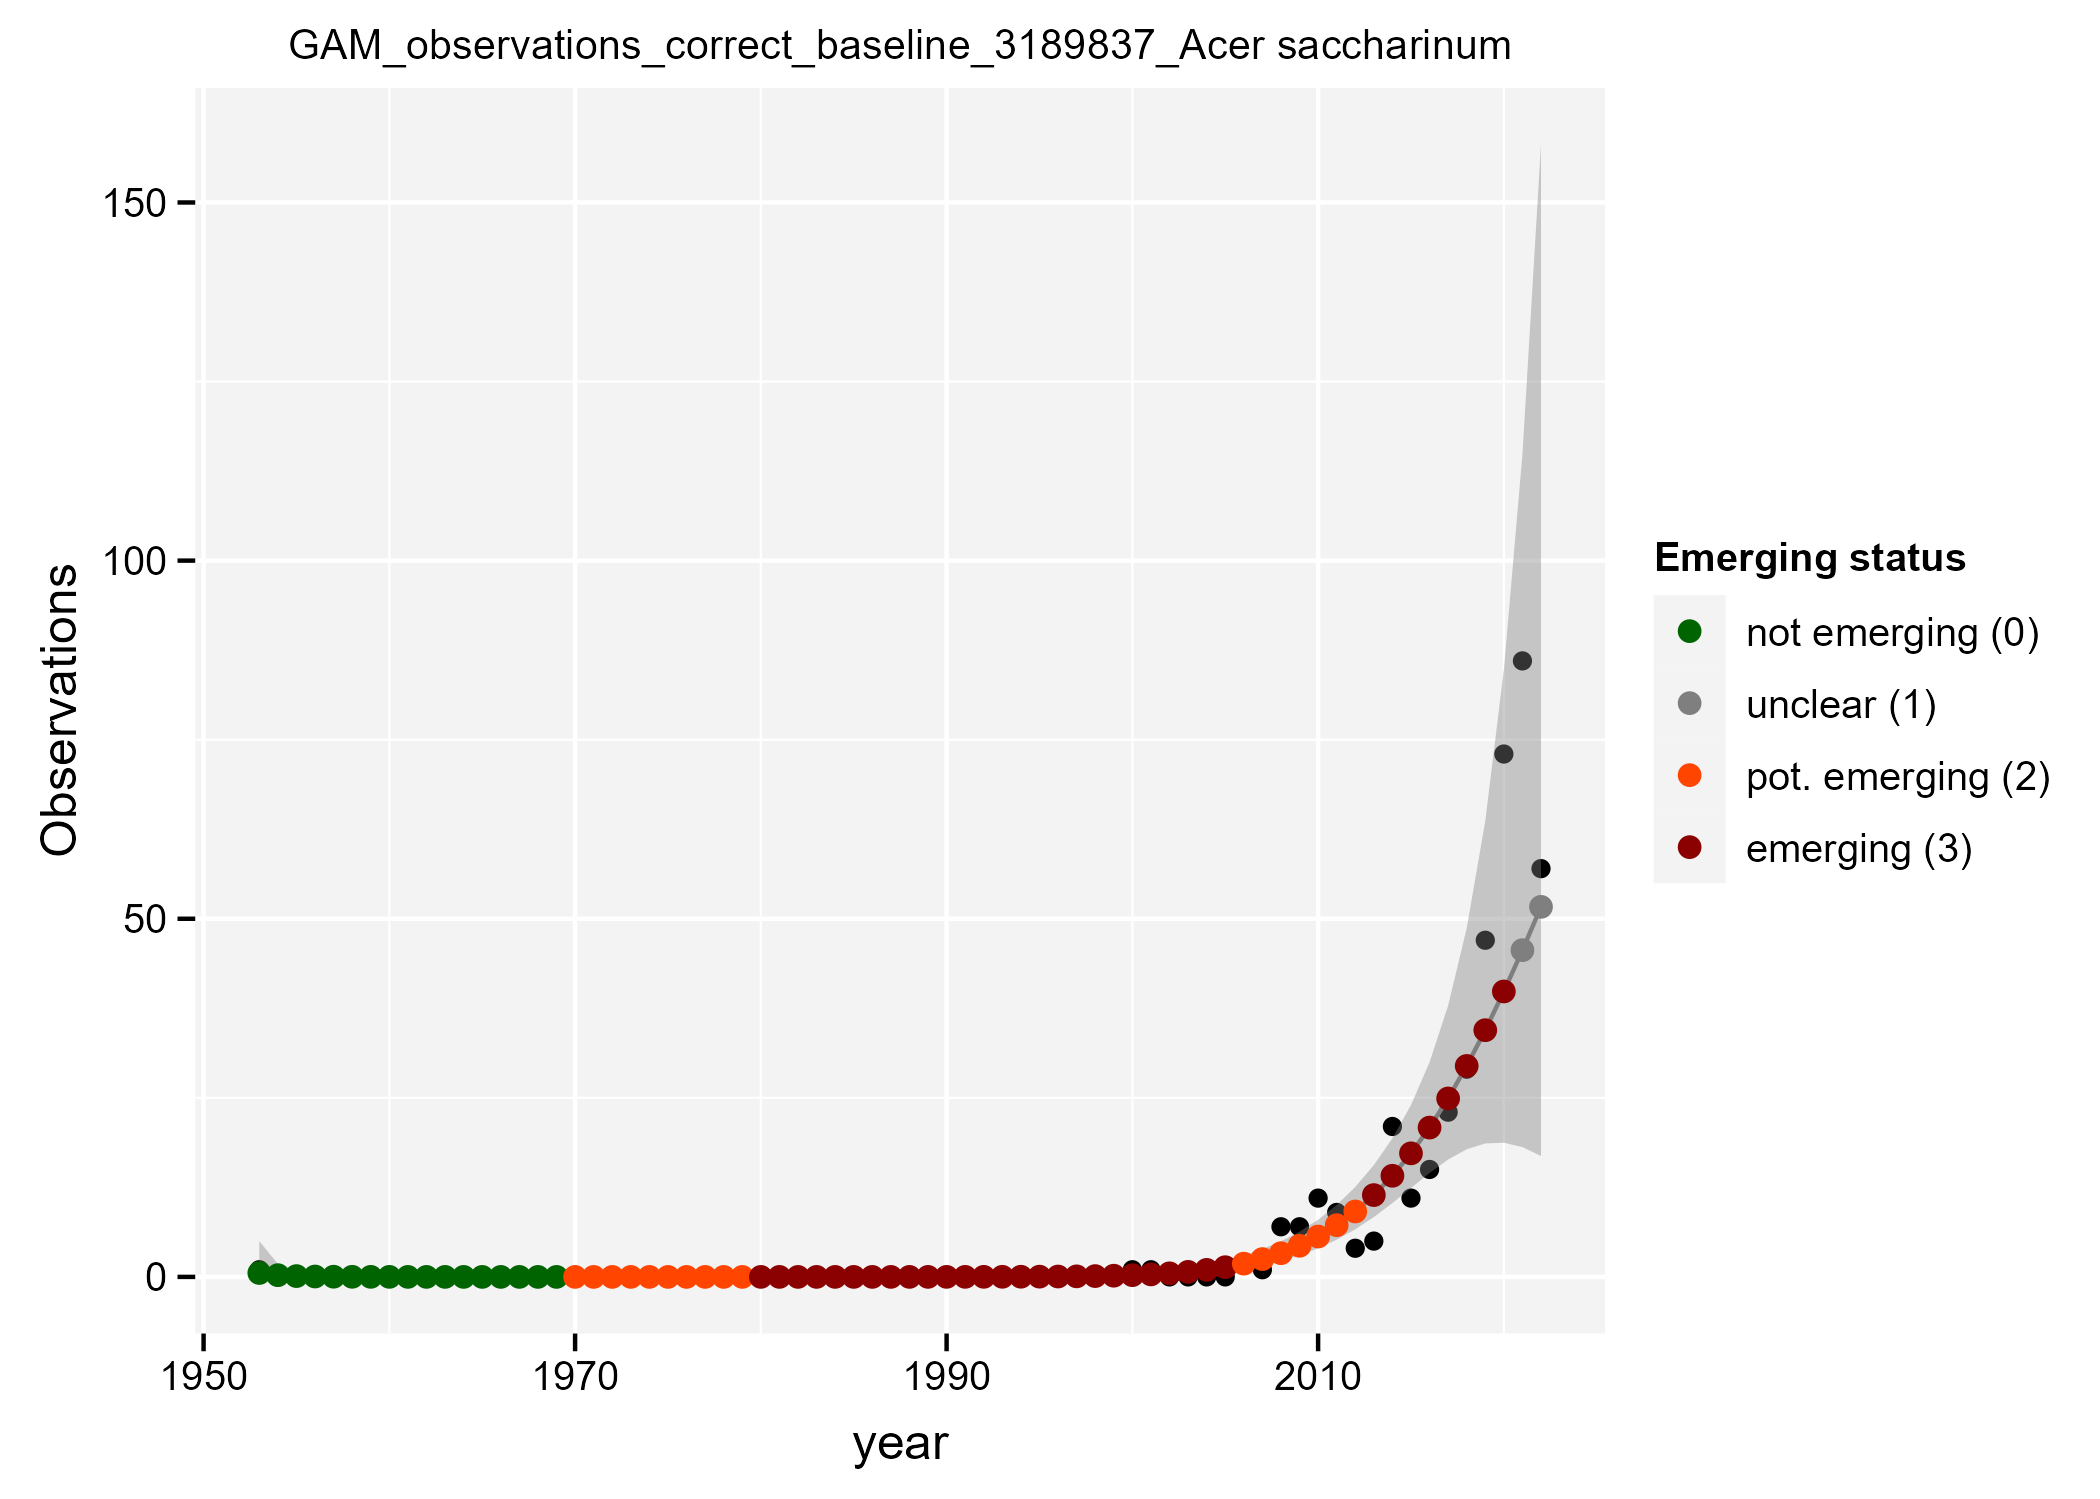 GAM_observations_correct_baseline_3189837_Acer saccharinum
150
100
50
0
Observations
1950 1970 1990 2010
year
Emerging status
not emerging (0)
unclear (1)
pot. emerging (2)
emerging (3)